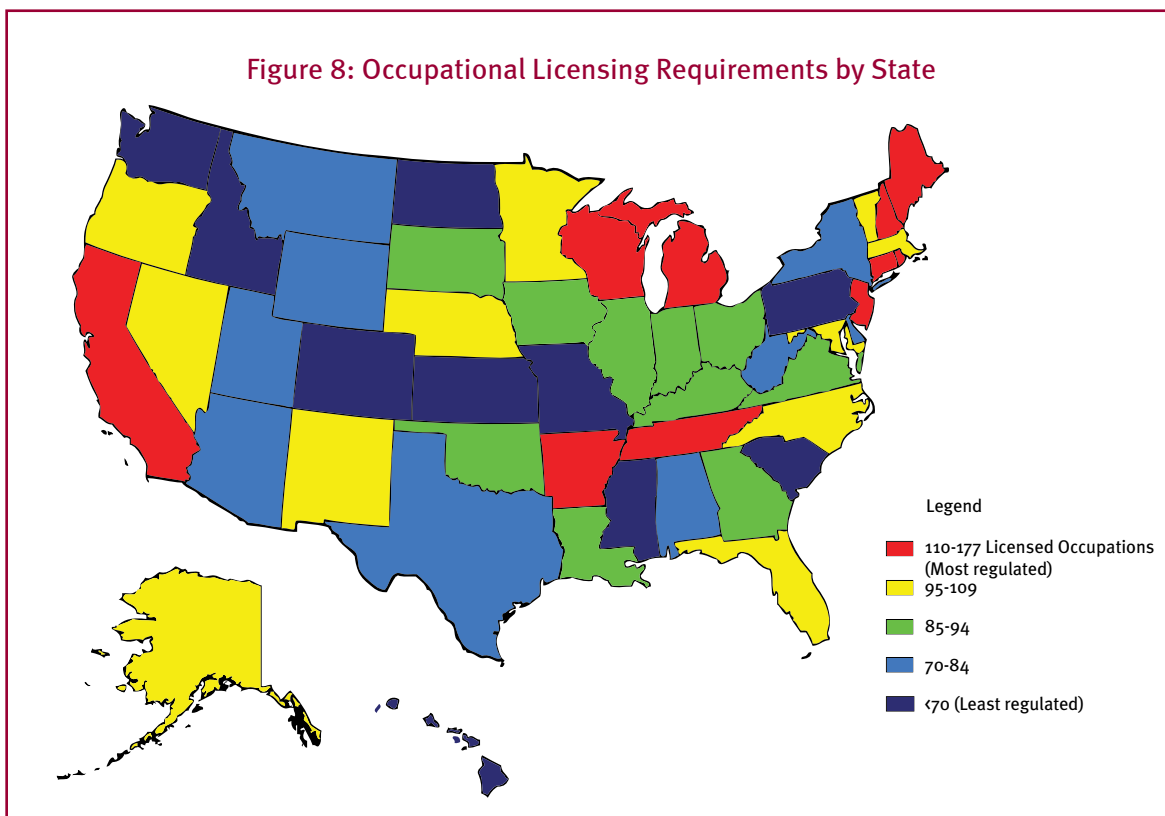 Figure 8: Occupational Licensing Requirements by State
Legend
110-177 Licensed Occupations
(Most regulated)
95-109
85-94
70-84
<70 (Least regulated)